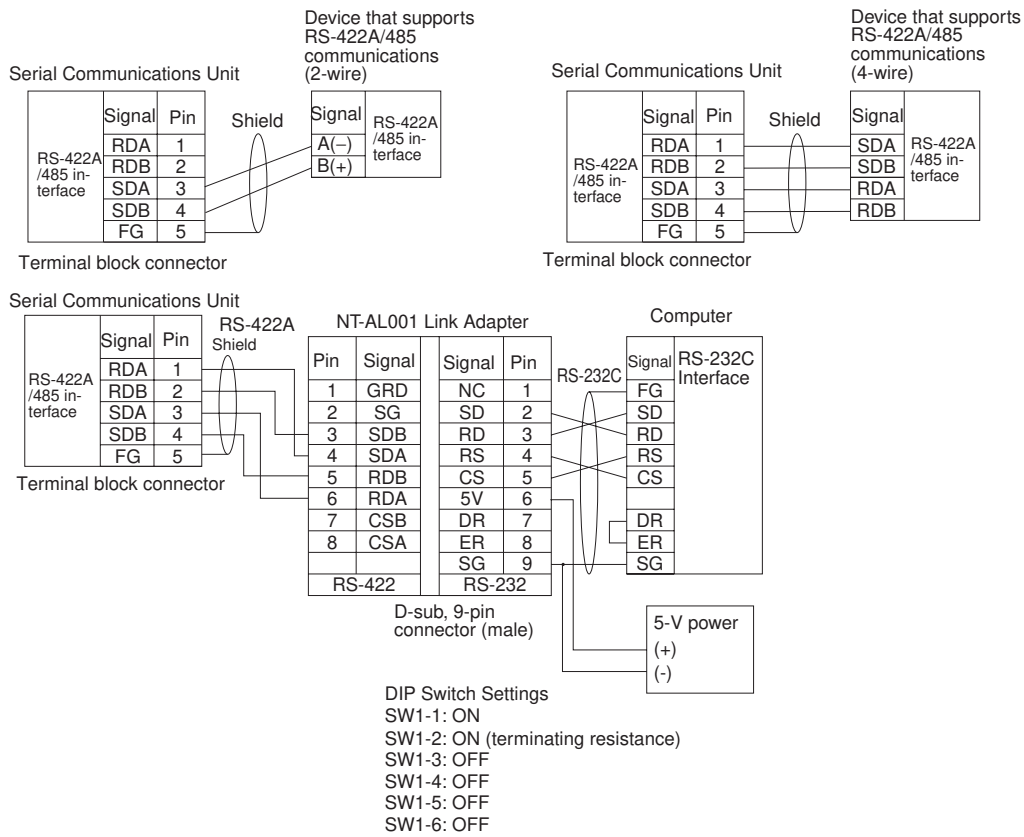 Device that supports
RS-422A/485
communications
(2-wire)
Serial Communications Unit
Signal Pin
RS-422A
/485 in-
terface
RDA 1
RDB 2
SDA 3
SDB 4
FG 5
Shield
Signal
A(−)
B(+)
RS-422A
/485 in-
terface
Terminal block connector
Device that supports
RS-422A/485
communications
(4-wire)
Serial Communications Unit
Signal Pin
RS-422A
/485 in-
terface
RDA 1
RDB 2
SDA 3
SDB 4
FG 5
Shield
Signal
SDA
SDB
RDA
RDB
RS-422A
/485 in-
terface
Terminal block connector
Serial Communications Unit
Signal Pin
RS-422A
/485 in-
terface
RDA 1
RDB 2
SDA 3
SDB 4
FG 5
Terminal block connector
RS-422A
Shield
NT-AL001 Link Adapter
Pin Signal Signal Pin
1 GRD NC 1
2 SG SD 2
3 SDB RD 3
4 SDA RS 4
5 RDB CS 5
6 RDA 5V 6
7 CSB DR 7
8 CSA ER 8
SG 9
RS-422 RS-232
D-sub, 9-pin
connector (male)
RS-232C
Computer
Signal
RS-232C
Interface
FG
SD
RD
RS
CS
DR
ER
SG
5-V power
(+)
(-)
DIP Switch Settings
SW1-1: ON
SW1-2: ON (terminating resistance)
SW1-3: OFF
SW1-4: OFF
SW1-5: OFF
SW1-6: OFF